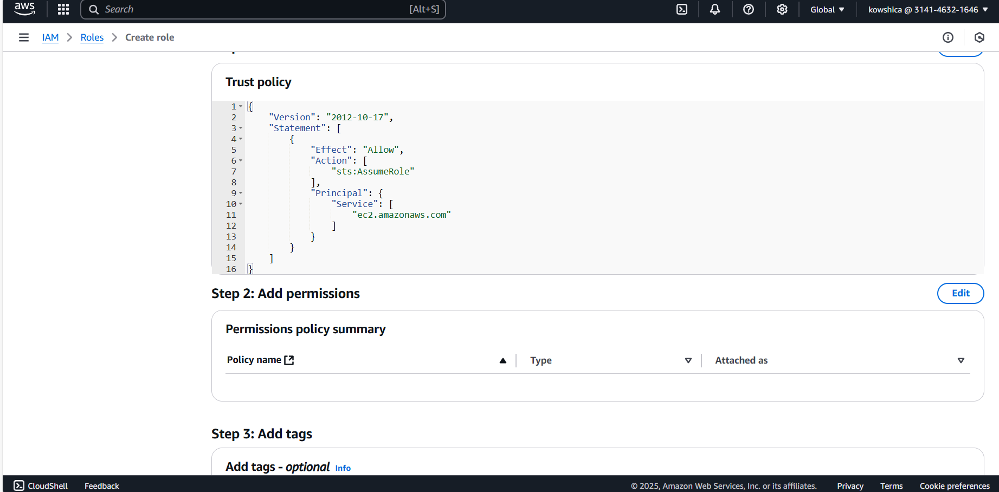 aws
Search [Alt+S]
Global
kowshica @ 3141-4632-1646
IAM > Roles > Create role
Trust policy
1 {
2 "Version": "2012-10-17",
3 "Statement": [
4 {
5 "Effect": "Allow",
6 "Action": [
7 "sts:AssumeRole"
8 ],
9 "Principal": {
10 "Service": [
11 "ec2.amazonaws.com"
12 ]
13 }
14 }
15 ]
16 }
Step 2: Add permissions
Edit
Permissions policy summary
Policy name Type Attached as
Step 3: Add tags
Add tags - optional Info
CloudShell Feedback © 2025, Amazon Web Services, Inc. or its affiliates. Privacy Terms Cookie preferences